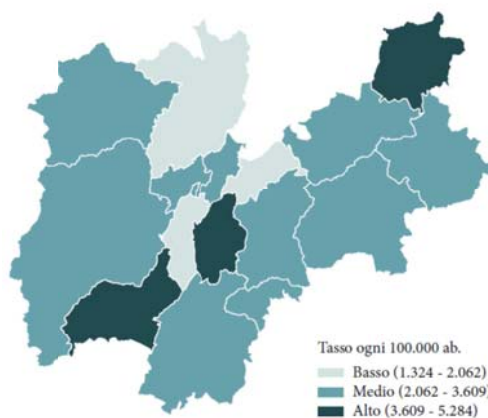 Tasso ogni 100.000 ab.
Basso (1.324 - 2.062)
Medio (2.062 - 3.609)
Alto (3.609 - 5.284)